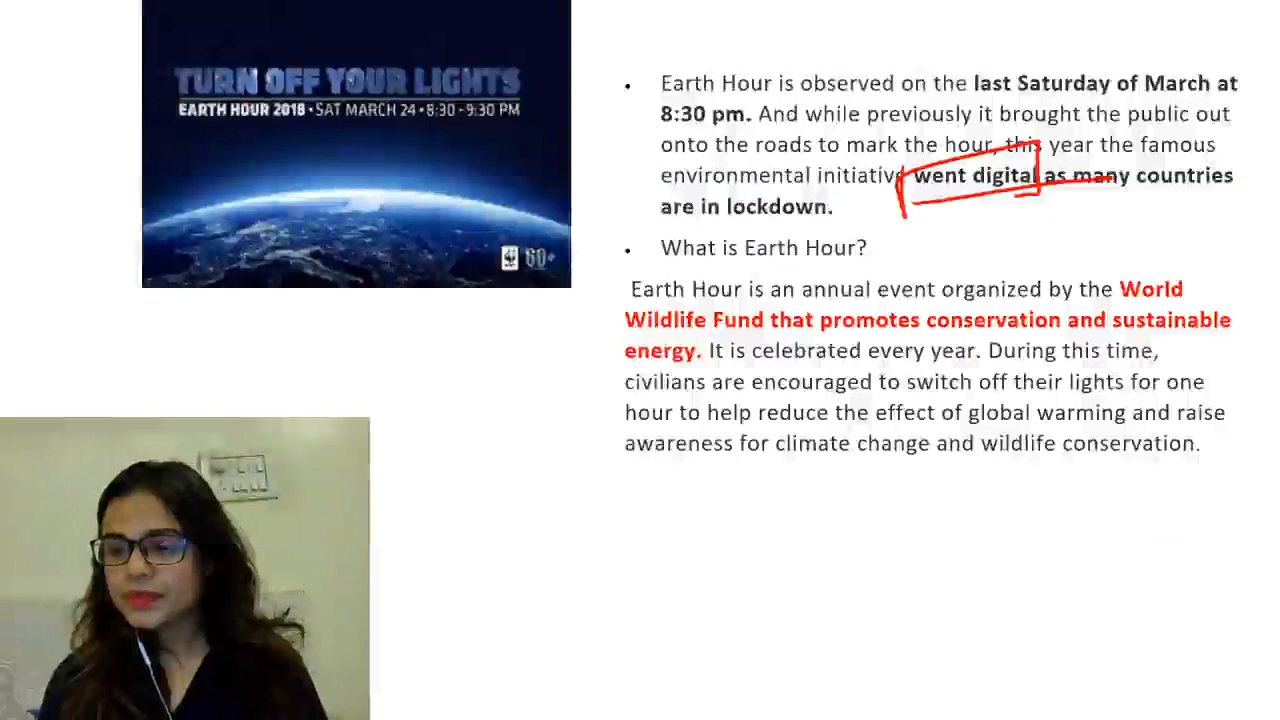 TURN OFF YOUR LIGHTS
EARTH HOUR 2018 • SAT MARCH 24 • 8:30 - 9:30 PM
60+
• Earth Hour is observed on the last Saturday of March at
8:30 pm. And while previously it brought the public out
onto the roads to mark the hour, this year the famous
environmental initiative went digital as many countries
are in lockdown.
• What is Earth Hour?
Earth Hour is an annual event organized by the World
Wildlife Fund that promotes conservation and sustainable
energy. It is celebrated every year. During this time,
civilians are encouraged to switch off their lights for one
hour to help reduce the effect of global warming and raise
awareness for climate change and wildlife conservation.